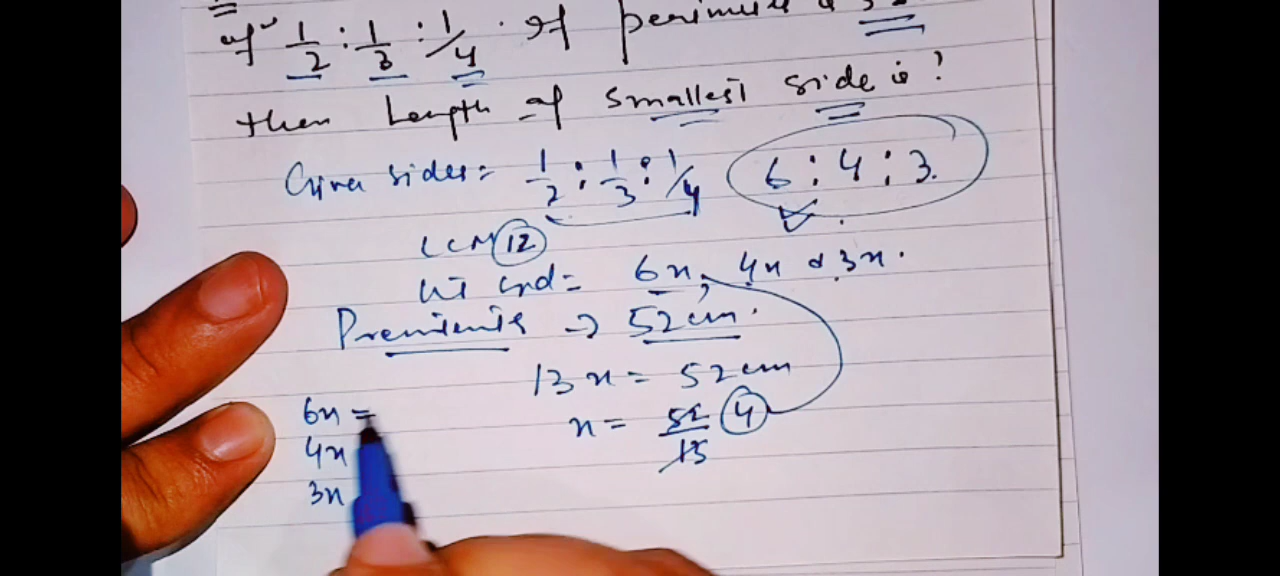 of 1/2 : 1/3 : 1/4 . If perimeter is 52
then Length of smallest side is?
Given sides = 1/2 : 1/3 : 1/4 6 : 4 : 3.
LCM 12
6x, 4x & 3x.
→ 52 cm.
13x = 52 cm
x = 52/13 4
6x =
4x
3x